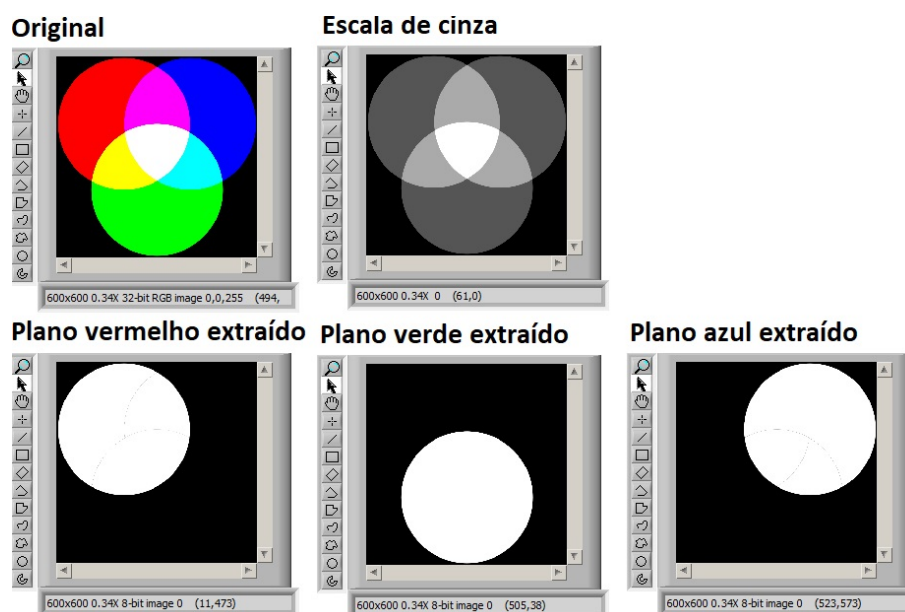 Original
Escala de cinza
600x600 0.34X 32-bit RGB image 0,0,255 (494,
600x600 0.34X 0 (61,0)
Plano vermelho extraído
Plano verde extraído
Plano azul extraído
600x600 0.34X 8-bit image 0 (11,473)
600x600 0.34X 8-bit image 0 (505,38)
600x600 0.34X 8-bit image 0 (523,573)